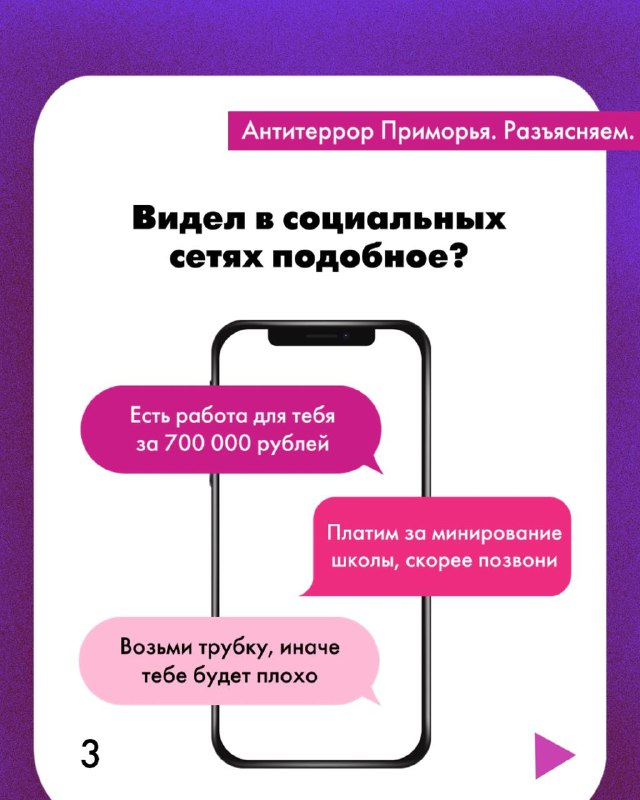 Антитеррор Приморья. Разъясняем.
Видел в социальных
сетях подобное?
Есть работа для тебя
за 700 000 рублей
Платим за минирование
школы, скорее позвони
Возьми трубку, иначе
тебе будет плохо
3